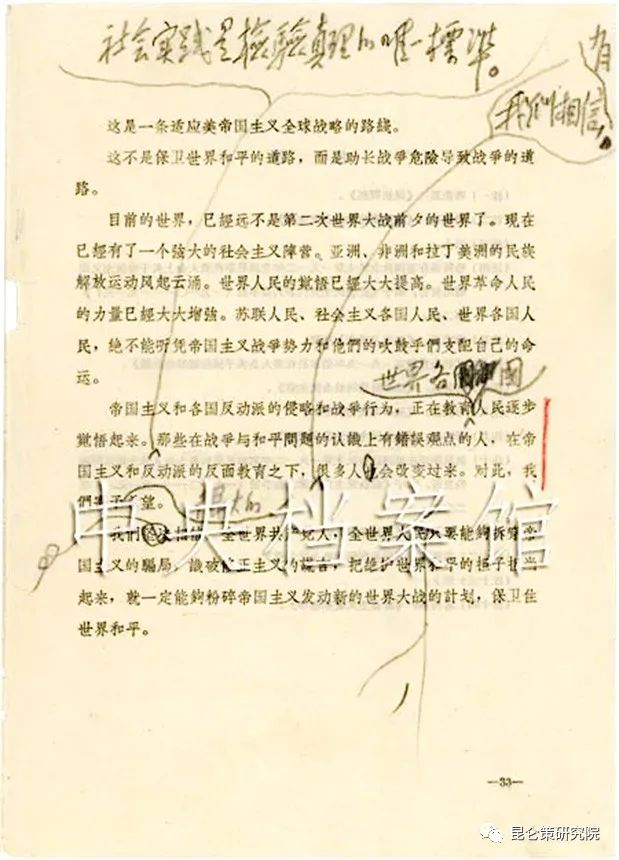 社会实践是檢驗真理的唯一標準。
有
我们相信，
这是一条适应美帝国主义全球战略的路綫。
这不是保卫世界和平的道路，而是助长战爭危险导致战爭的道
路。
目前的世界，已經远不是第二次世界大战前夕的世界了。现在
已經有了一个強大的社会主义陣营。亚洲、非洲和拉丁美洲的民族
解放运动风起云涌。世界人民的覚悟已經大大提高。世界革命人民
的力量已經大大增強。苏联人民、社会主义各国人民、世界各国人
民，绝不能听凭帝国主义战爭势力和他們的吹鼓手們支配自己的命
运。
世界各國
帝国主义和各国反动派的侵略和战爭行为，正在教育人民逐步
覚悟起来。那些在战爭与和平問題的认識上有錯誤观点的人，在帝
国主义和反动派的反面教育之下，很多人会改变过来。对此，我
們望。
很大的
中央档案馆
我們 全世界共产党人，全世界人民只要能夠拆穿帝
国主义的騙局，識破修正主义的謊言，把維护世界和平的担子担当
起来，就一定能夠粉碎帝国主义发动新的世界大战的計划，保卫住
世界和平。
—33—
昆仑策研究院